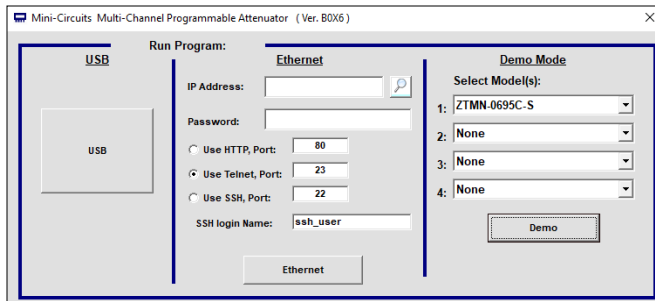 Mini-Circuits Multi-Channel Programmable Attenuator ( Ver. B0X6 )
Run Program:
USB
USB
Ethernet
IP Address:
Password:
Use HTTP, Port: 80
Use Telnet, Port: 23
Use SSH, Port: 22
SSH login Name: ssh_user
Ethernet
Demo Mode
Select Model(s):
1: ZTMN-0695C-S
2: None
3: None
4: None
Demo